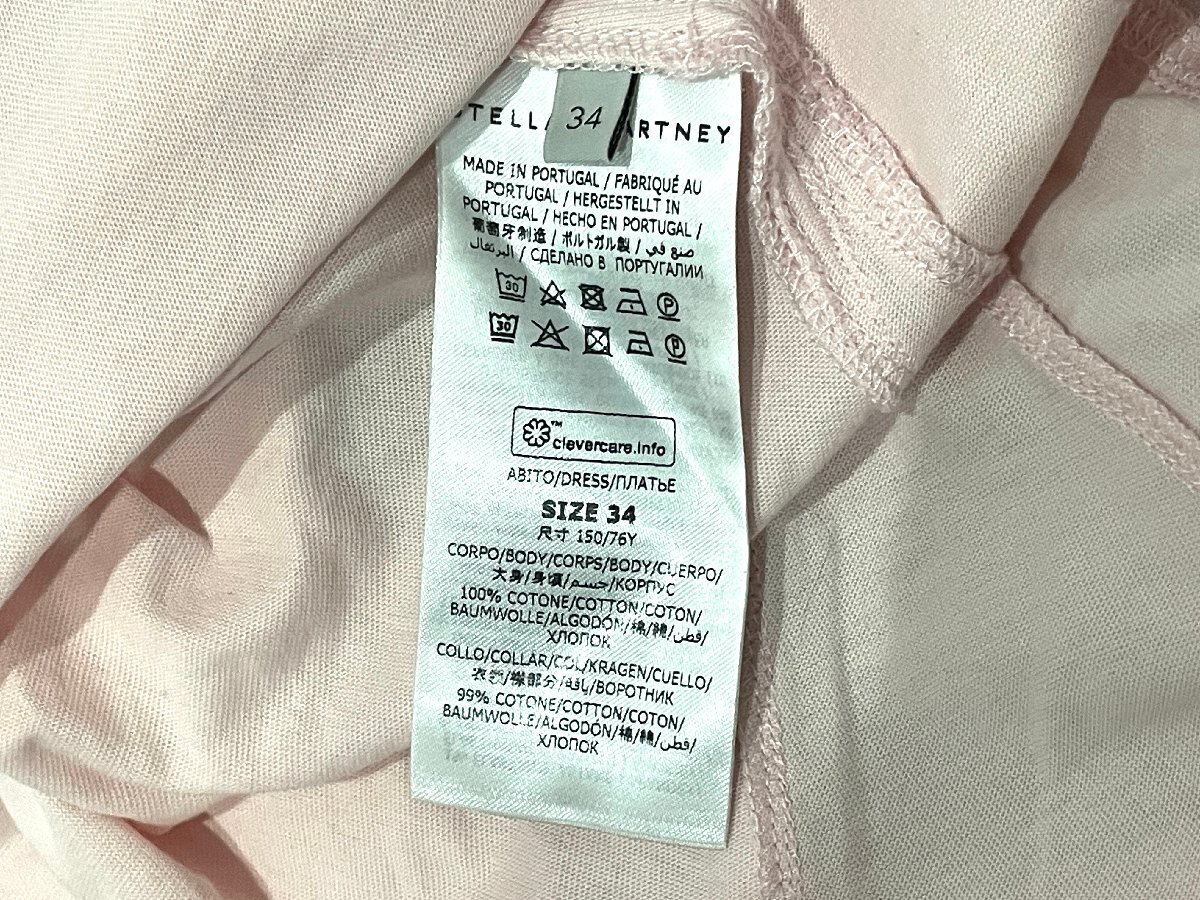 34
STELL ARTNEY
MADE IN PORTUGAL / FABRIQUÉ AU
PORTUGAL / HERGESTELLT IN
PORTUGAL / HECHO EN PORTUGAL /
葡萄牙制造 / ポルトガル製 / صنع في
البرتغال / СДЕЛАНО В ПОРТУГАЛИИ
30 P
30 P
™ clevercare.info
ABITO/DRESS/ПЛАТЬЕ
SIZE 34
尺寸 150/76Y
CORPO/BODY/CORPS/BODY/CUERPO/
大身/身頃/جسم/КОРПУС
100% COTONE/COTTON/COTON/
BAUMWOLLE/ALGODÓN/棉/綿/قطن/
ХЛОПОК
COLLO/COLLAR/COL/KRAGEN/CUELLO/
衣领/襟部分/ياقة/ВОРОТНИК
99% COTONE/COTTON/COTON/
BAUMWOLLE/ALGODÓN/棉/綿/قطن/
ХЛОПОК